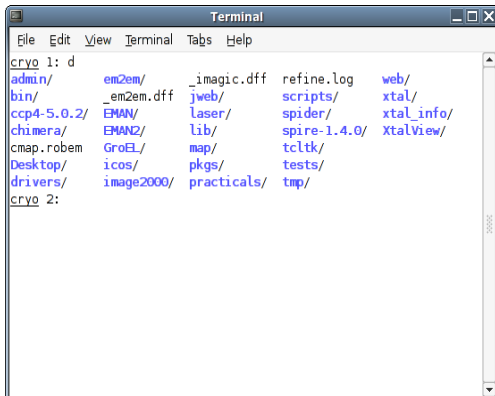 Terminal
File Edit View Terminal Tabs Help
cryo 1: d
admin/ em2em/ _imagic.dff refine.log web/
bin/ _em2em.dff jweb/ scripts/ xtal/
ccp4-5.0.2/ EMAN/ laser/ spider/ xtal_info/
chimera/ EMAN2/ lib/ spire-1.4.0/ XtalView/
cmap.robem GroEL/ map/ tcltk/
Desktop/ icos/ pkgs/ tests/
drivers/ image2000/ practicals/ tmp/
cryo 2: